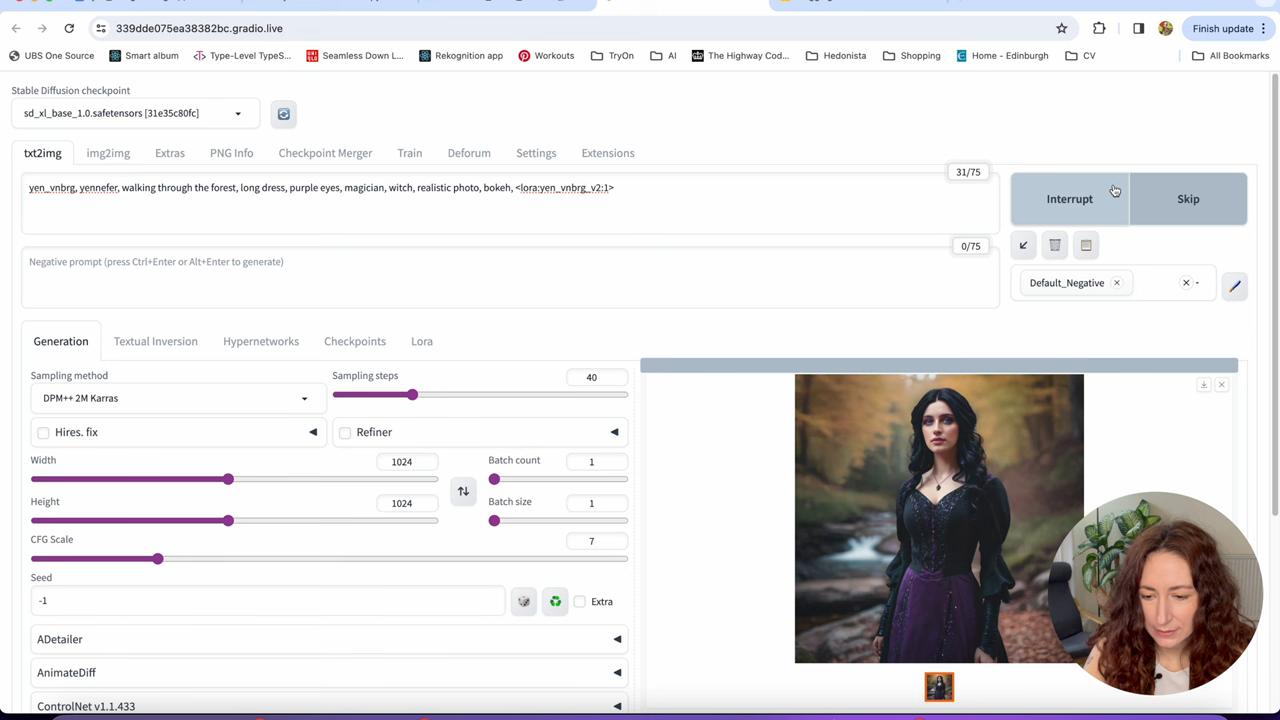 339dde075ea38382bc.gradio.live
Finish update
UBS One Source
Smart album
Type-Level TypeS...
Seamless Down L...
Rekognition app
Workouts
TryOn
AI
The Highway Cod...
Hedonista
Shopping
Home - Edinburgh
CV
All Bookmarks
Stable Diffusion checkpoint
sd_xl_base_1.0.safetensors [31e35c80fc]
txt2img
img2img
Extras
PNG Info
Checkpoint Merger
Train
Deforum
Settings
Extensions
31/75
yen_vnbrg, yennefer, walking through the forest, long dress, purple eyes, magician, witch, realistic photo, bokeh, <lora:yen_vnbrg_v2:1>
Interrupt
Skip
0/75
Negative prompt (press Ctrl+Enter or Alt+Enter to generate)
Default_Negative
Generation
Textual Inversion
Hypernetworks
Checkpoints
Lora
Sampling method
Sampling steps
40
DPM++ 2M Karras
Hires. fix
Refiner
Width
1024
Batch count
1
Height
1024
Batch size
1
CFG Scale
7
Seed
-1
Extra
ADetailer
AnimateDiff
ControlNet v1.1.433